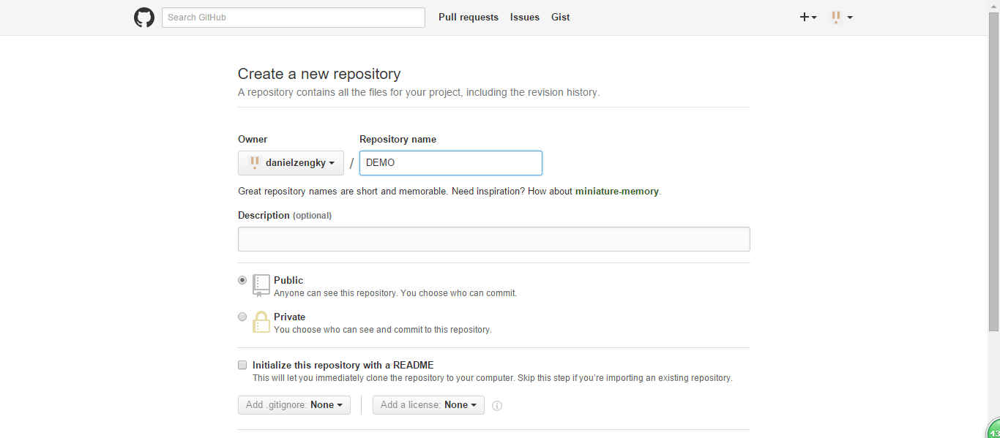 Search GitHub Pull requests Issues Gist
Create a new repository
A repository contains all the files for your project, including the revision history.
Owner Repository name
danielzengky / DEMO
Great repository names are short and memorable. Need inspiration? How about miniature-memory.
Description (optional)
Public
Anyone can see this repository. You choose who can commit.
Private
You choose who can see and commit to this repository.
Initialize this repository with a README
This will let you immediately clone the repository to your computer. Skip this step if you’re importing an existing repository.
Add .gitignore: None Add a license: None